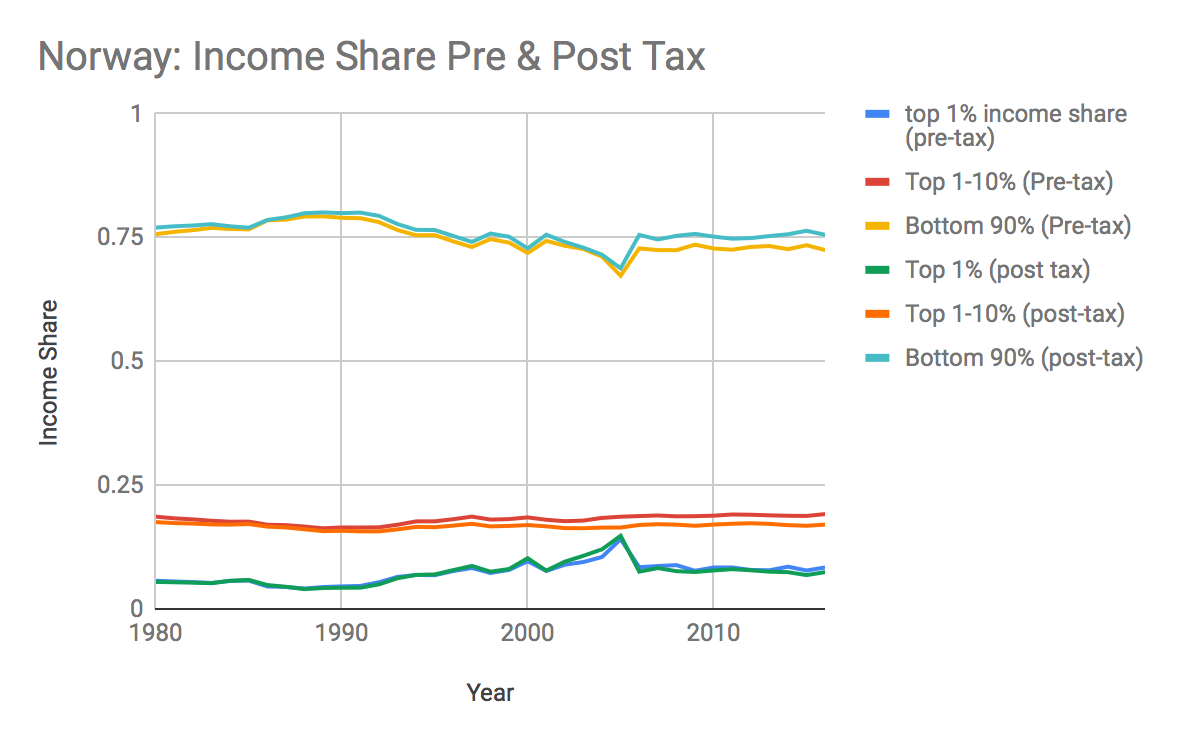 Norway: Income Share Pre & Post Tax
1
0.75
0.5
0.25
0
Income Share
1980
1990
2000
2010
Year
top 1% income share
(pre-tax)
Top 1-10% (Pre-tax)
Bottom 90% (Pre-tax)
Top 1% (post tax)
Top 1-10% (post-tax)
Bottom 90% (post-tax)